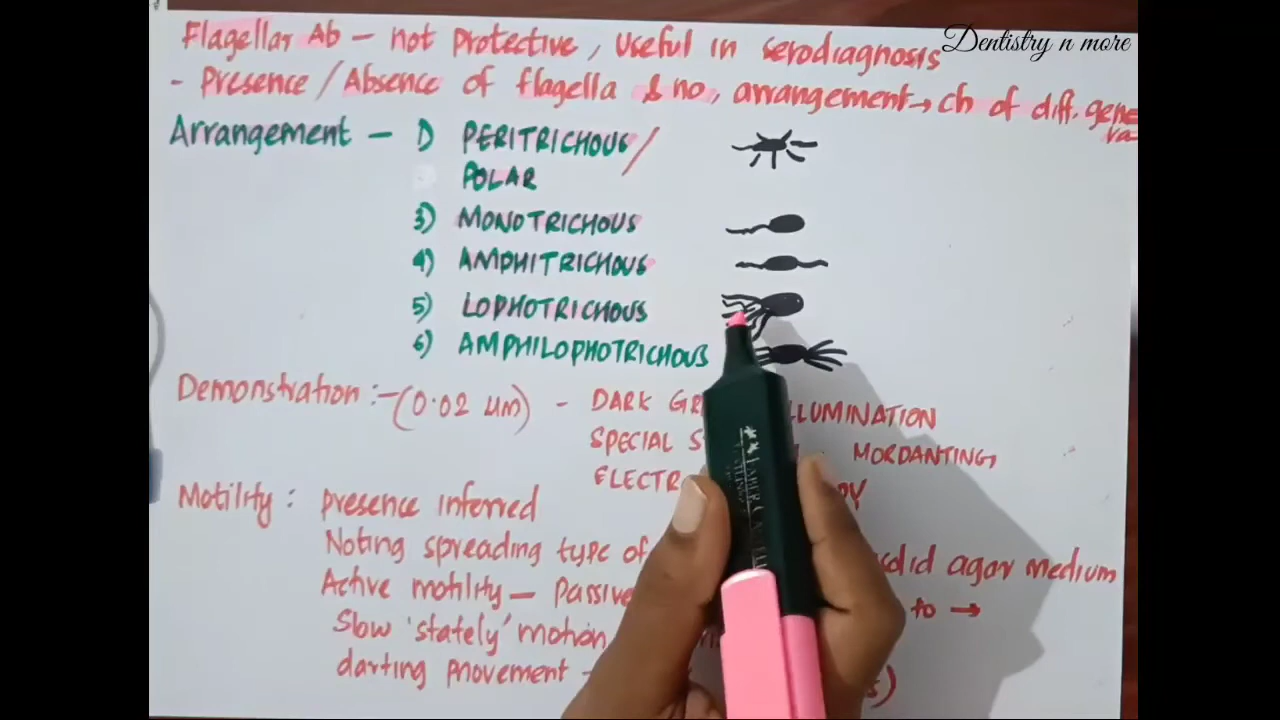 Dentistry n more
Flagellar Ab – not protective, useful in serodiagnosis
- Presence / Absence of flagella & no, arrangement → ch of diff. gene
Arrangement – 1) PERITRICHOUS /
POLAR
3) MONOTRICHOUS
4) AMPHITRICHOUS
5) LOPHOTRICHOUS
6) AMPHILOPHOTRICHOUS
Demonstration :- (0.02 um) – DARK ILLUMINATION
SPECIAL MORDANTING,
Motility : presence inferred
Noting spreading type of solid agar medium
Active motility – Passive to →
Slow 'stately' motion
darting movement -